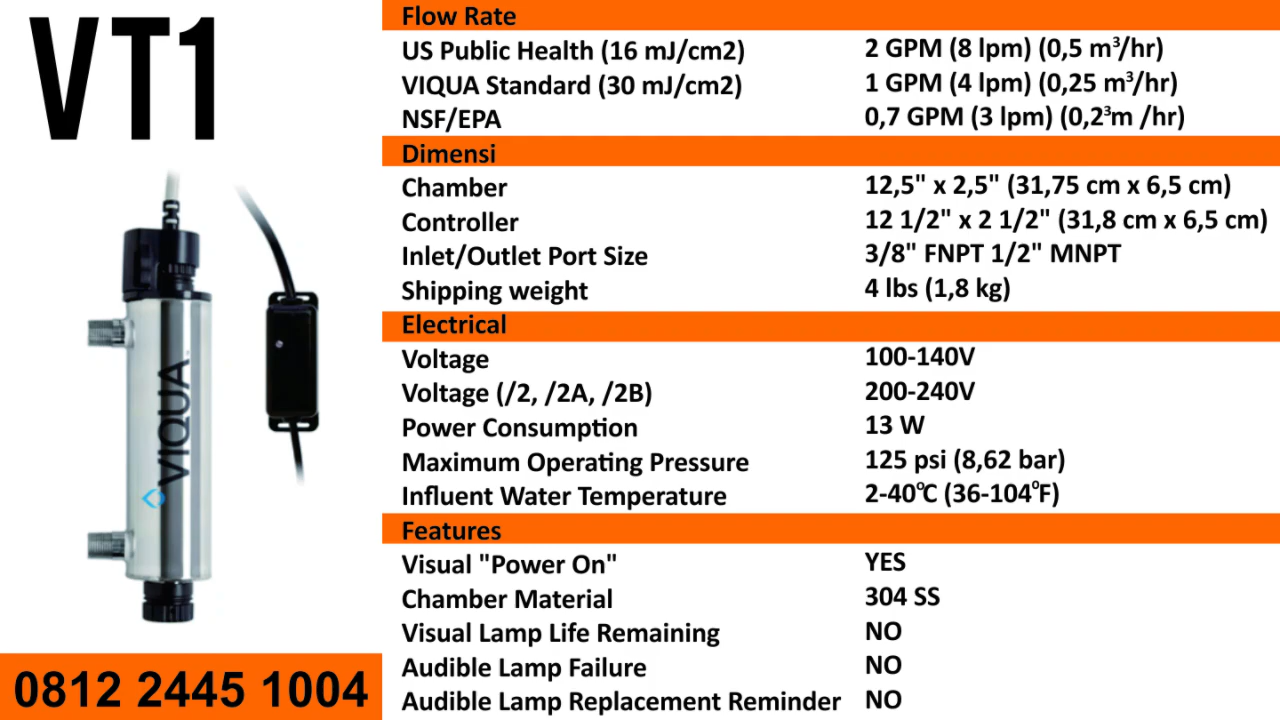 VT1
VIQUA
0812 2445 1004
Flow Rate
US Public Health (16 mJ/cm2) 2 GPM (8 lpm) (0,5 m³/hr)
VIQUA Standard (30 mJ/cm2) 1 GPM (4 lpm) (0,25 m³/hr)
NSF/EPA 0,7 GPM (3 lpm) (0,2³m /hr)
Dimensi
Chamber 12,5" x 2,5" (31,75 cm x 6,5 cm)
Controller 12 1/2" x 2 1/2" (31,8 cm x 6,5 cm)
Inlet/Outlet Port Size 3/8" FNPT 1/2" MNPT
Shipping weight 4 lbs (1,8 kg)
Electrical
Voltage 100-140V
Voltage (/2, /2A, /2B) 200-240V
Power Consumption 13 W
Maximum Operating Pressure 125 psi (8,62 bar)
Influent Water Temperature 2-40°C (36-104°F)
Features
Visual "Power On" YES
Chamber Material 304 SS
Visual Lamp Life Remaining NO
Audible Lamp Failure NO
Audible Lamp Replacement Reminder NO